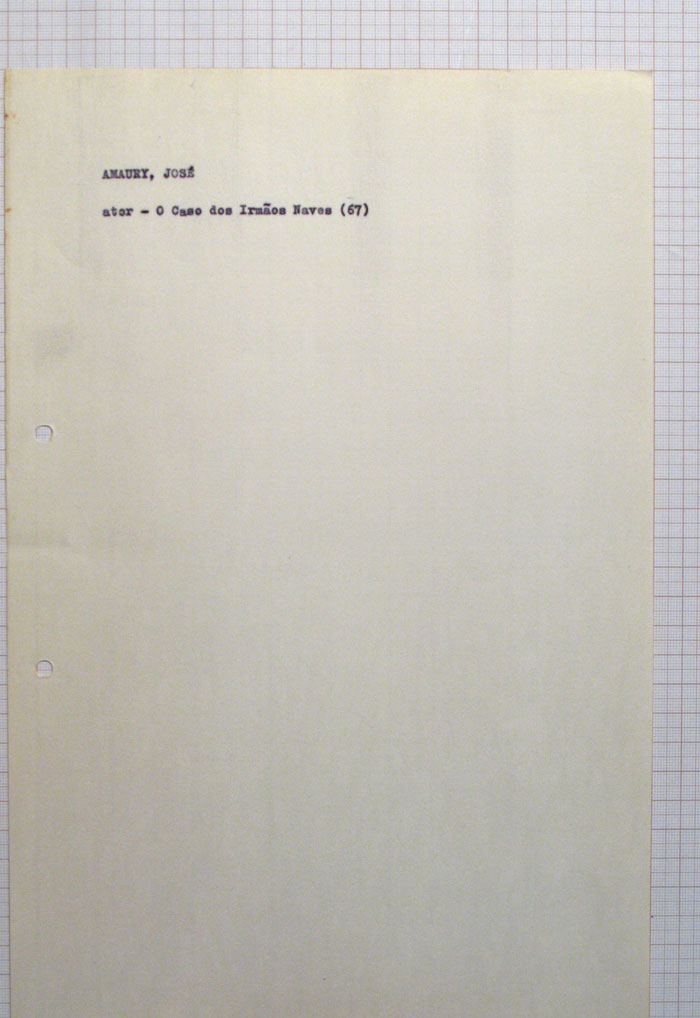 AMAURY, JOSÉ
ator - O Caso dos Irmãos Naves (67)